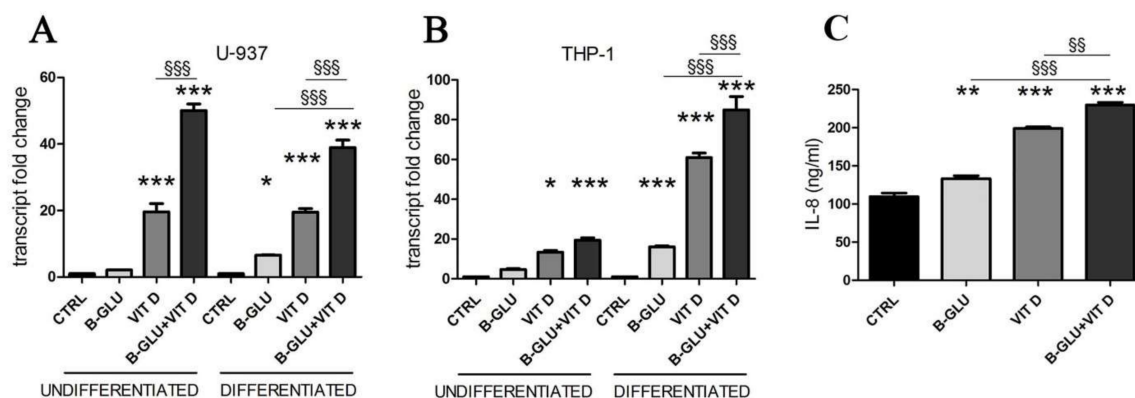 A
U-937
transcript fold change
60
40
20
0
***
§§§
***
*
***
§§§
§§§
***
CTRL
B-GLU
VIT D
B-GLU+VIT D
CTRL
B-GLU
VIT D
B-GLU+VIT D
UNDIFFERENTIATED
DIFFERENTIATED
B
THP-1
transcript fold change
100
80
60
40
20
0
*
***
***
***
§§§
§§§
***
CTRL
B-GLU
VIT D
B-GLU+VIT D
CTRL
B-GLU
VIT D
B-GLU+VIT D
UNDIFFERENTIATED
DIFFERENTIATED
C
IL-8 (ng/ml)
250
200
150
100
50
0
§§
§§§
**
***
***
CTRL
B-GLU
VIT D
B-GLU+VIT D